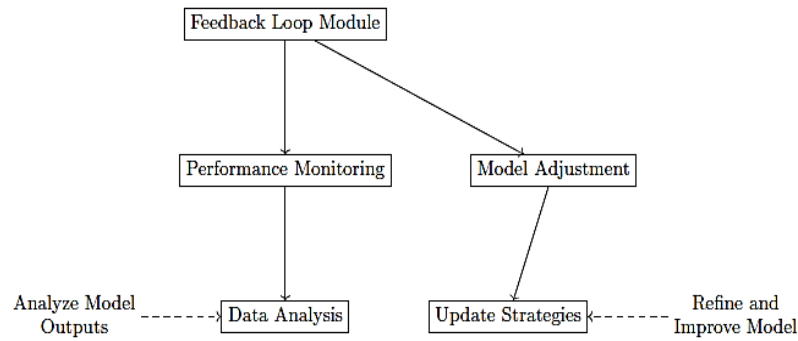 Feedback Loop Module
Performance Monitoring
Model Adjustment
Analyze Model
Outputs
Data Analysis
Update Strategies
Refine and
Improve Model